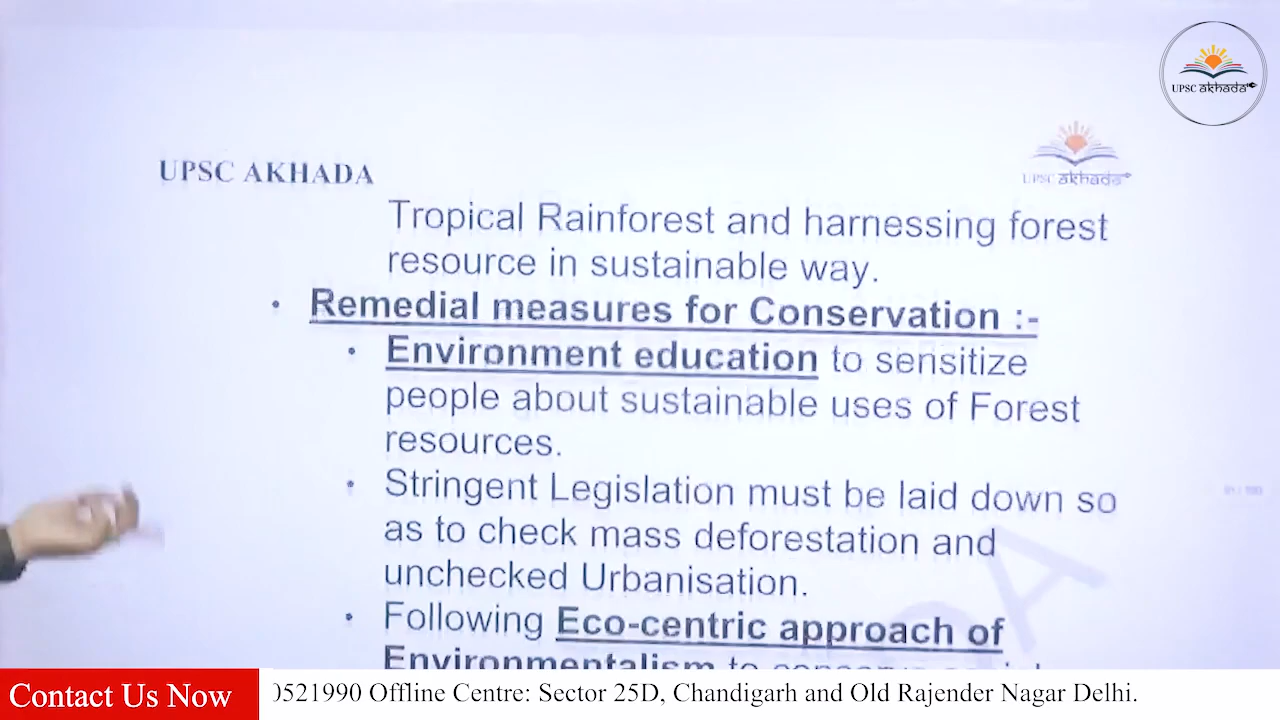 UPSC akhada
UPSC AKHADA
UPSC akhada
Tropical Rainforest and harnessing forest
resource in sustainable way.
• Remedial measures for Conservation :-
• Environment education to sensitize
people about sustainable uses of Forest
resources.
• Stringent Legislation must be laid down so
as to check mass deforestation and
unchecked Urbanisation.
• Following Eco-centric approach of
Environmentalism to
Contact Us Now
0521990 Offline Centre: Sector 25D, Chandigarh and Old Rajender Nagar Delhi.